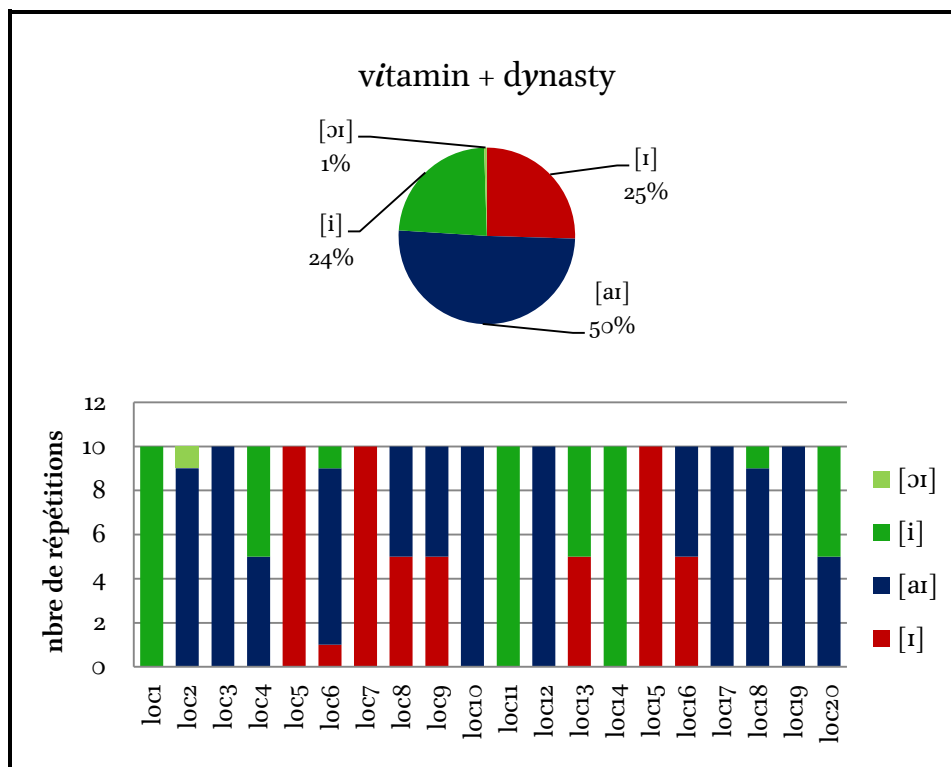 vitamin + dynasty
[ɔɪ]
1%
[ɪ]
25%
[i]
24%
[aɪ]
50%
nbre de répétitions
12
10
8
6
4
2
0
loc1
loc2
loc3
loc4
loc5
loc6
loc7
loc8
loc9
loc10
loc11
loc12
loc13
loc14
loc15
loc16
loc17
loc18
loc19
loc20
[ɔɪ]
[i]
[aɪ]
[ɪ]